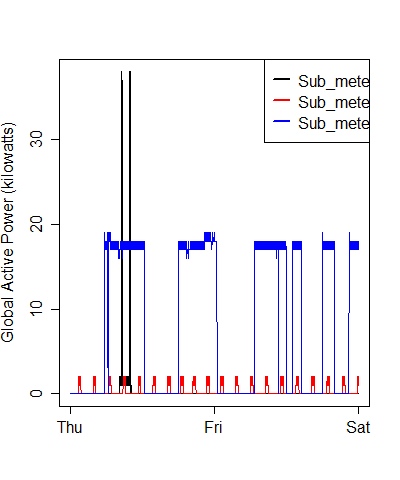 Sub_mete
Sub_mete
Sub_mete
Global Active Power (kilowatts)
30
20
10
0
Thu Fri Sat